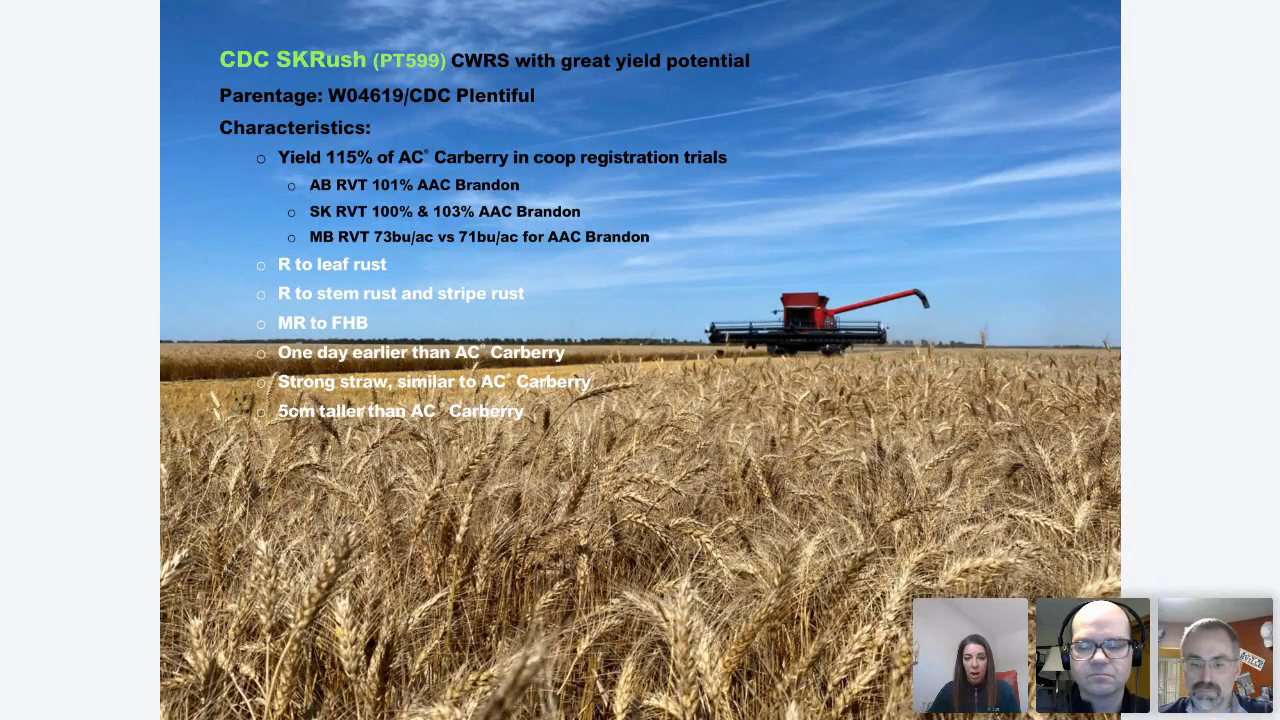 CDC SKRush (PT599) CWRS with great yield potential
Parentage: W04619/CDC Plentiful
Characteristics:
Yield 115% of AC® Carberry in coop registration trials
AB RVT 101% AAC Brandon
SK RVT 100% & 103% AAC Brandon
MB RVT 73bu/ac vs 71bu/ac for AAC Brandon
R to leaf rust
R to stem rust and stripe rust
MR to FHB
One day earlier than AC® Carberry
Strong straw, similar to AC® Carberry
5cm taller than AC® Carberry